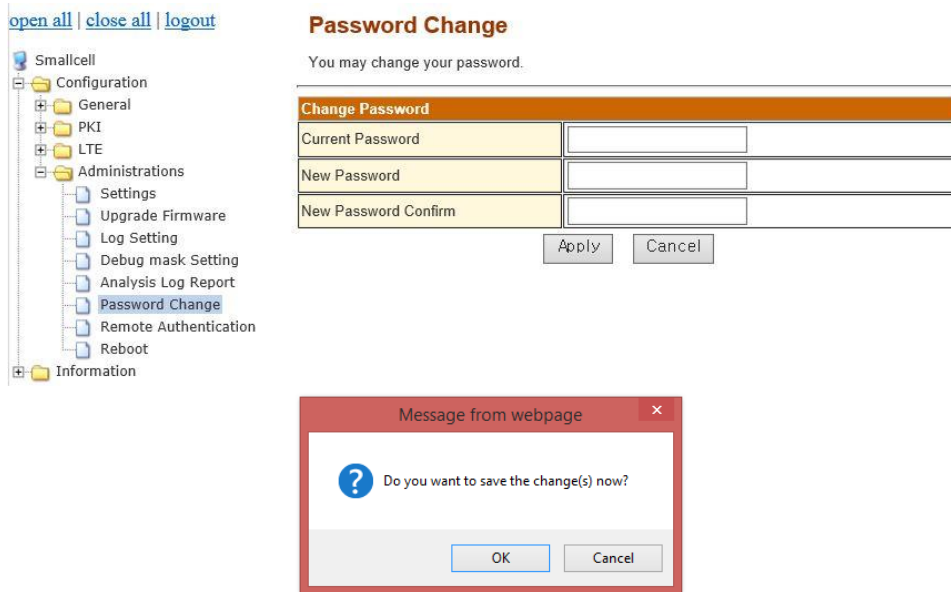 open all | close all | logout
Smallcell
Configuration
General
PKI
LTE
Administrations
Settings
Upgrade Firmware
Log Setting
Debug mask Setting
Analysis Log Report
Password Change
Remote Authentication
Reboot
Information
Password Change
You may change your password.
Change Password
Current Password
New Password
New Password Confirm
Apply Cancel
Message from webpage
Do you want to save the change(s) now?
OK Cancel